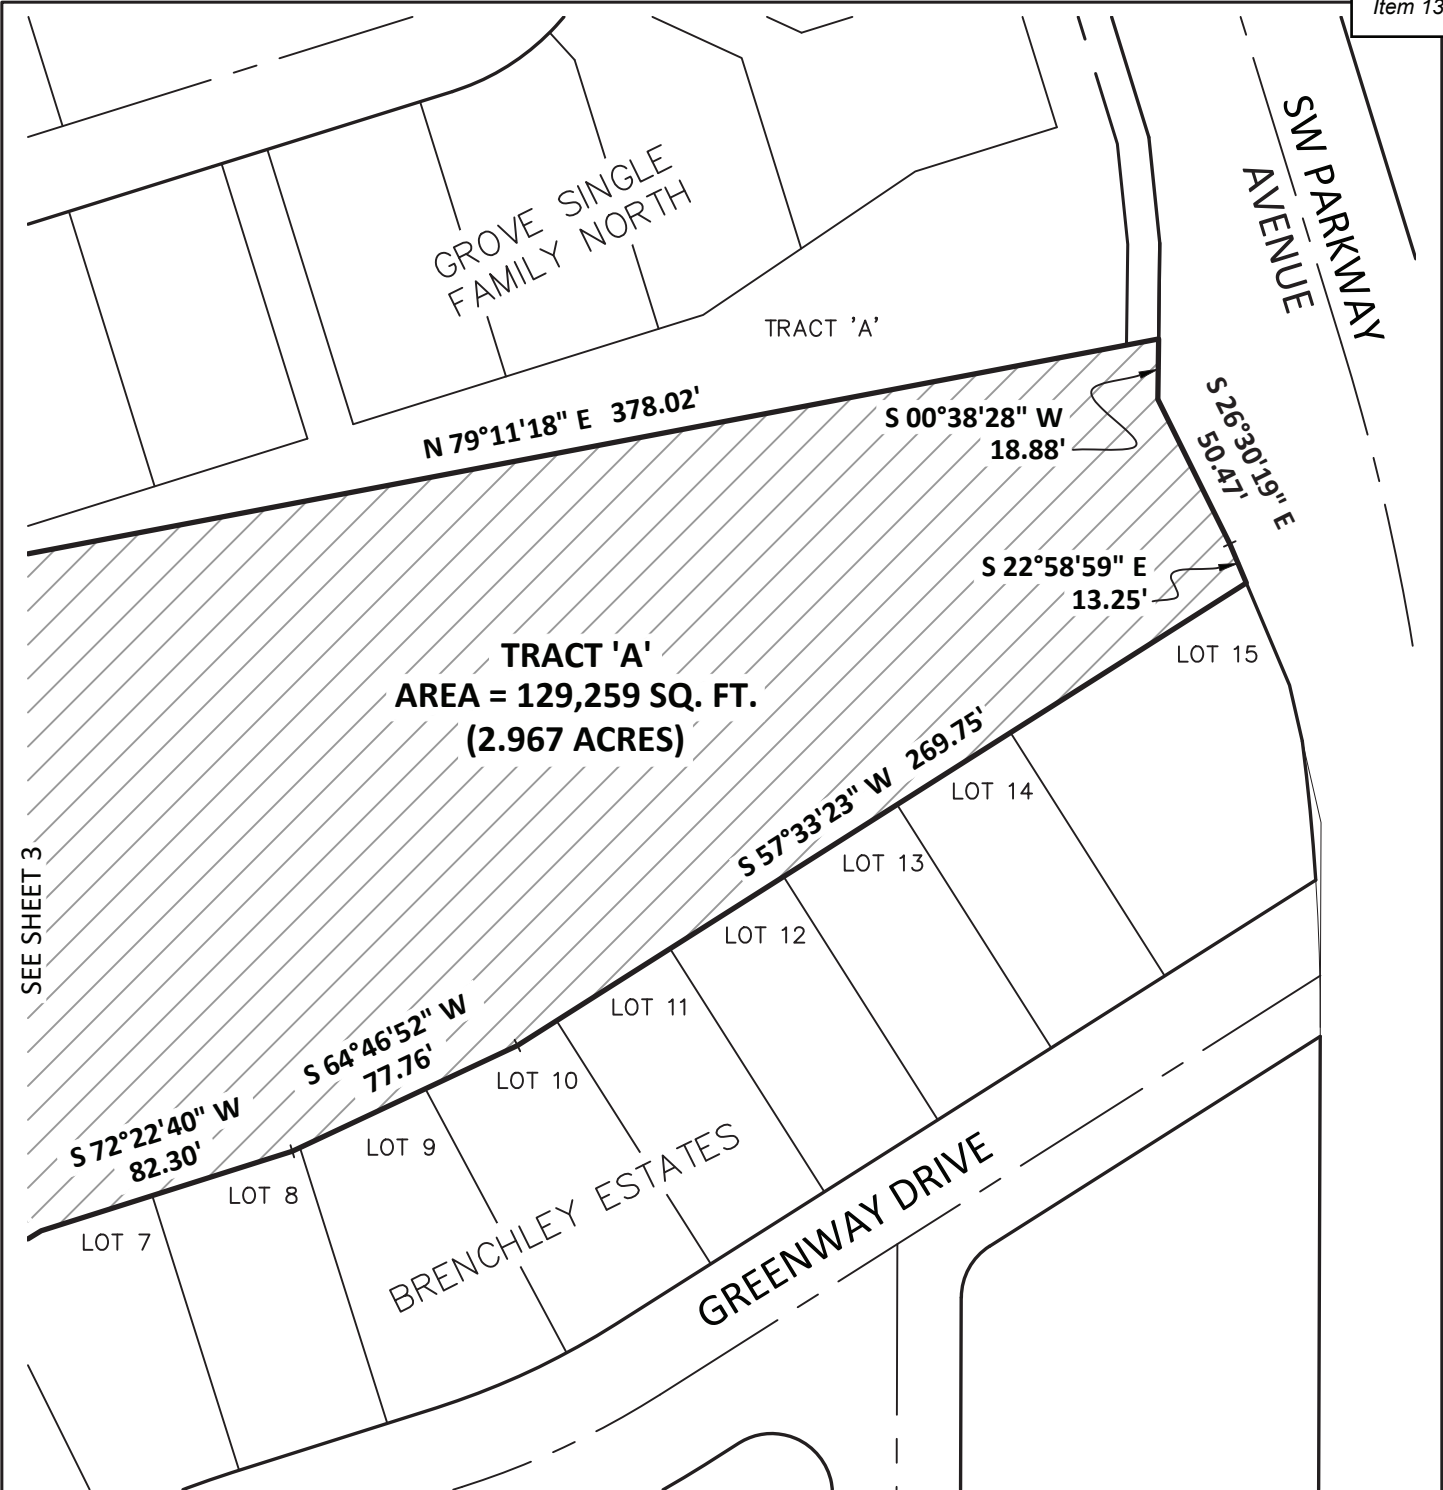 Item 13
SW PARKWAY
AVENUE
GROVE SINGLE
FAMILY NORTH
TRACT 'A'
N 79°11'18" E 378.02'
S 00°38'28" W
18.88'
S 26°30'19" E
50.47'
S 22°58'59" E
13.25'
TRACT 'A'
AREA = 129,259 SQ. FT.
(2.967 ACRES)
LOT 15
S 57°33'23" W 269.75'
LOT 14
LOT 13
LOT 12
LOT 11
SEE SHEET 3
S 64°46'52" W
77.76'
LOT 10
S 72°22'40" W
82.30'
LOT 9
LOT 8
LOT 7
BRENCHLEY ESTATES
GREENWAY DRIVE